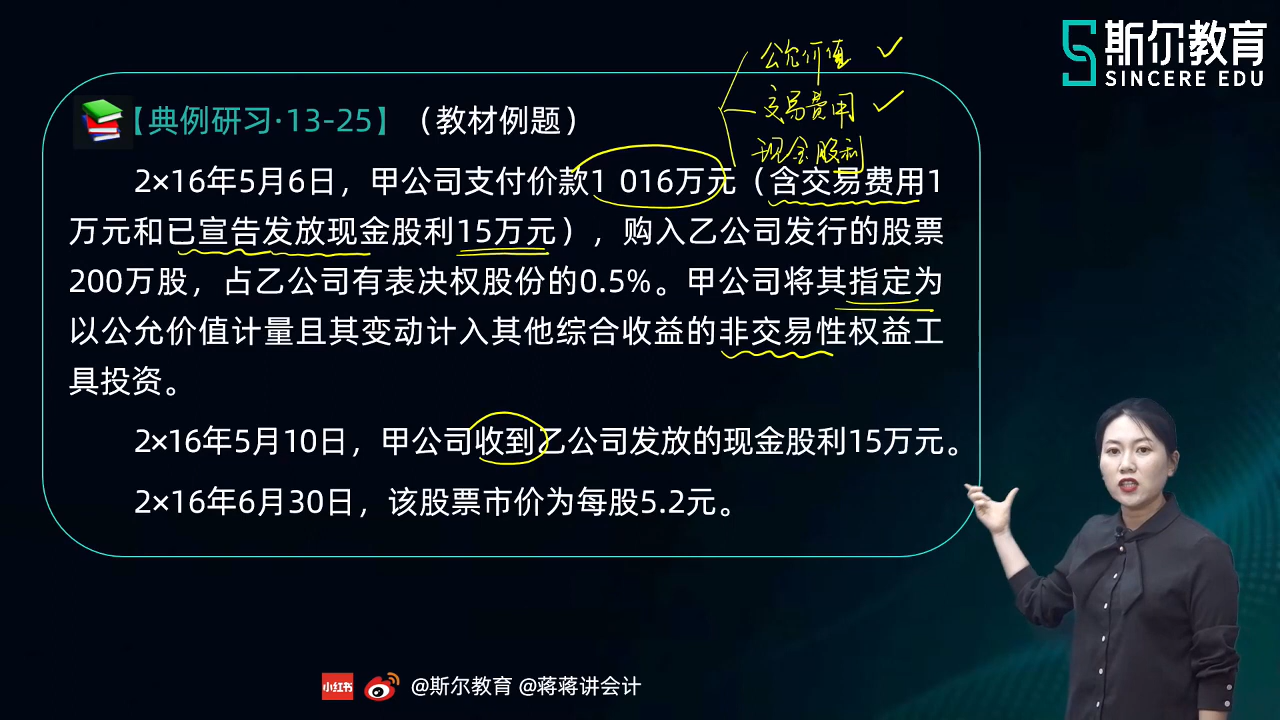 斯尔教育
SINCERE EDU
公允价值
交易费用
现金股利
【典例研习·13-25】（教材例题）
2×16年5月6日，甲公司支付价款1 016万元（含交易费用1
万元和已宣告发放现金股利15万元），购入乙公司发行的股票
200万股，占乙公司有表决权股份的0.5%。甲公司将其指定为
以公允价值计量且其变动计入其他综合收益的非交易性权益工
具投资。
2×16年5月10日，甲公司收到乙公司发放的现金股利15万元。
2×16年6月30日，该股票市价为每股5.2元。
小红书 @斯尔教育 @蒋蒋讲会计